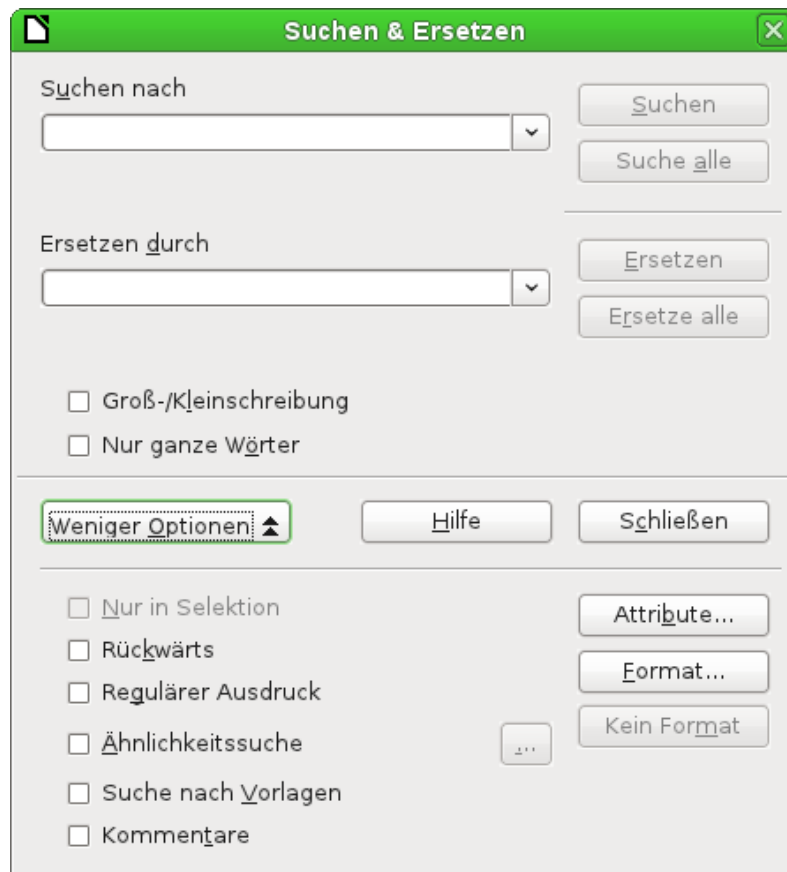 Suchen & Ersetzen
Suchen nach
Suchen
Suche alle
Ersetzen durch
Ersetzen
Ersetze alle
Groß-/Kleinschreibung
Nur ganze Wörter
Weniger Optionen
Hilfe
Schließen
Nur in Selektion
Attribute...
Rückwärts
Format...
Regulärer Ausdruck
Kein Format
Ähnlichkeitssuche
...
Suche nach Vorlagen
Kommentare